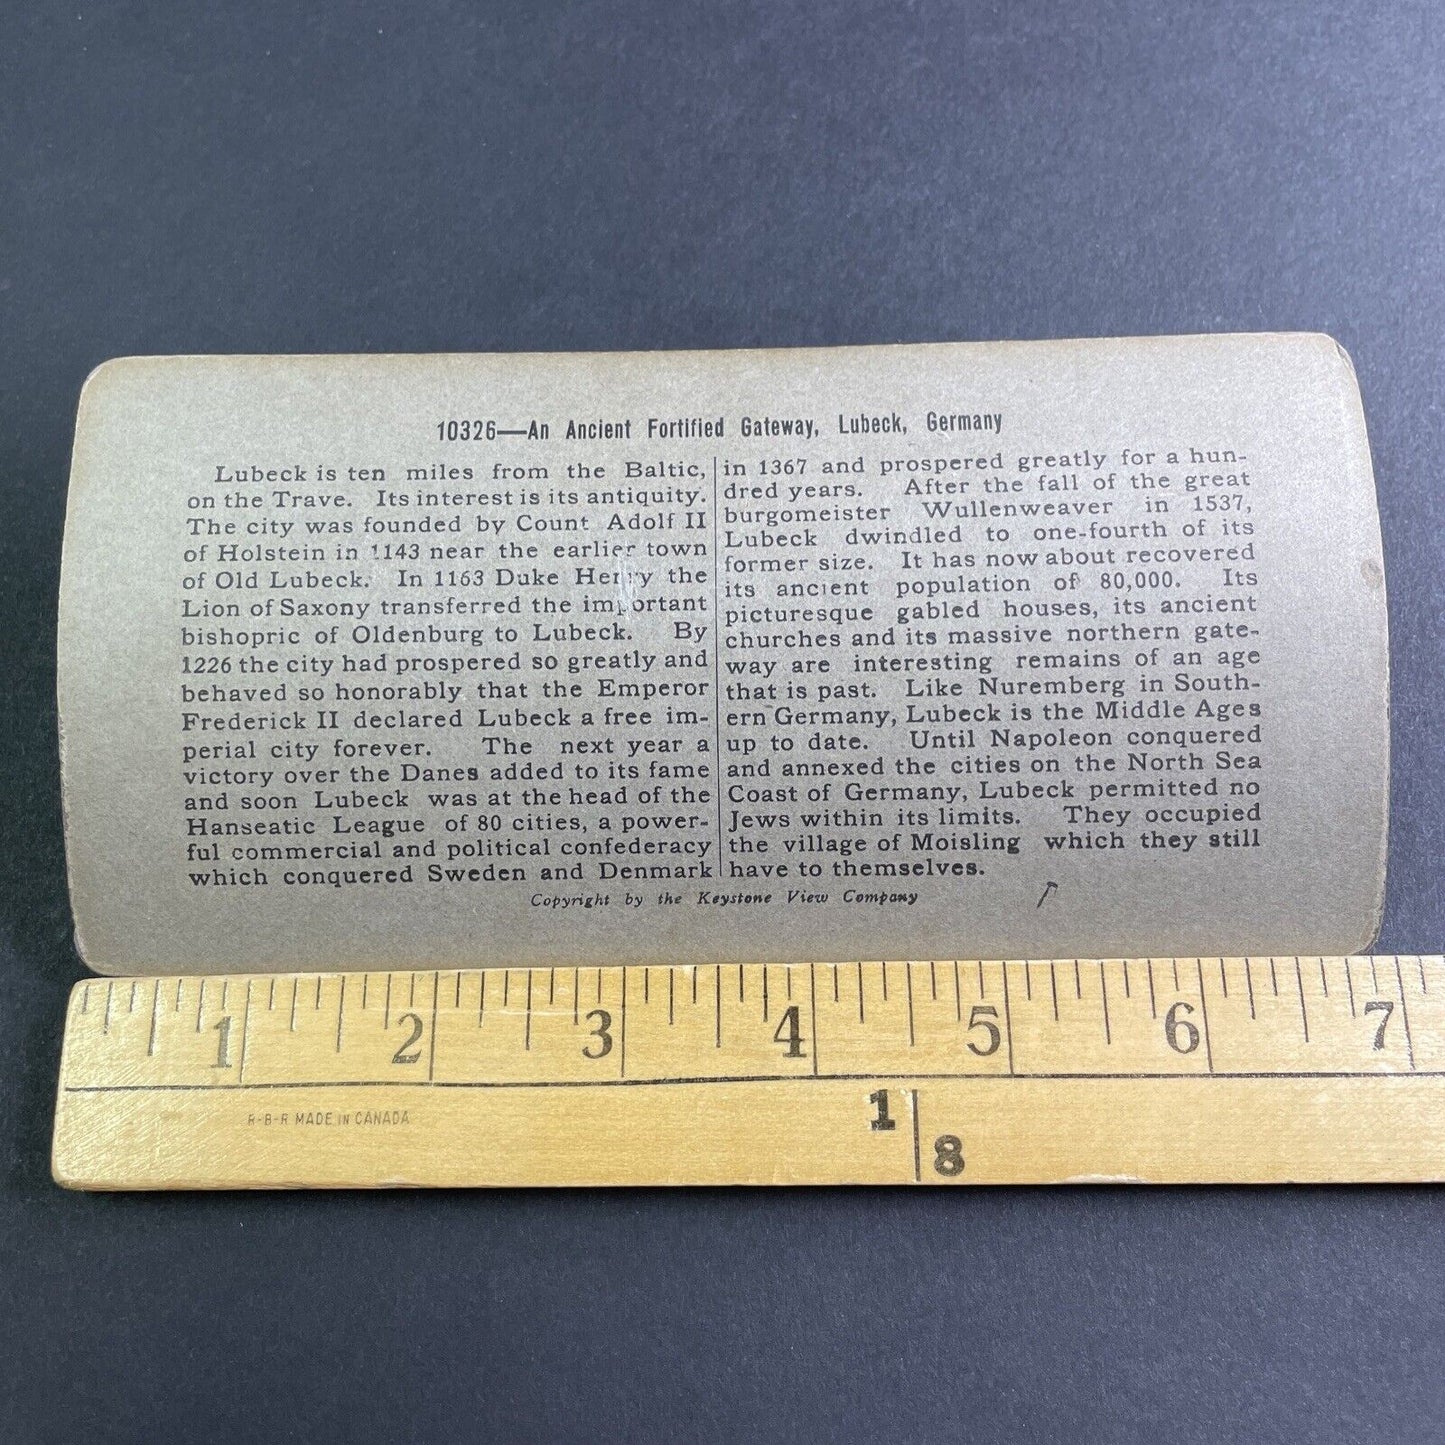 10326—An Ancient Fortified Gateway, Lubeck, Germany
Lubeck is ten miles from the Baltic,
on the Trave. Its interest is its antiquity.
The city was founded by Count Adolf II
of Holstein in 1143 near the earlier town
of Old Lubeck. In 1163 Duke Henry the
Lion of Saxony transferred the important
bishopric of Oldenburg to Lubeck. By
1226 the city had prospered so greatly and
behaved so honorably that the Emperor
Frederick II declared Lubeck a free im-
perial city forever. The next year a
victory over the Danes added to its fame
and soon Lubeck was at the head of the
Hanseatic League of 80 cities, a power-
ful commercial and political confederacy
which conquered Sweden and Denmark
in 1367 and prospered greatly for a hun-
dred years. After the fall of the great
burgomeister Wullenweaver in 1537,
Lubeck dwindled to one-fourth of its
former size. It has now about recovered
its ancient population of 80,000. Its
picturesque gabled houses, its ancient
churches and its massive northern gate-
way are interesting remains of an age
that is past. Like Nuremberg in South-
ern Germany, Lubeck is the Middle Ages
up to date. Until Napoleon conquered
and annexed the cities on the North Sea
Coast of Germany, Lubeck permitted no
Jews within its limits. They occupied
the village of Moisling which they still
have to themselves.
Copyright by the Keystone View Company
1 2 3 4 5 6 7
R-B-R MADE IN CANADA
1
8